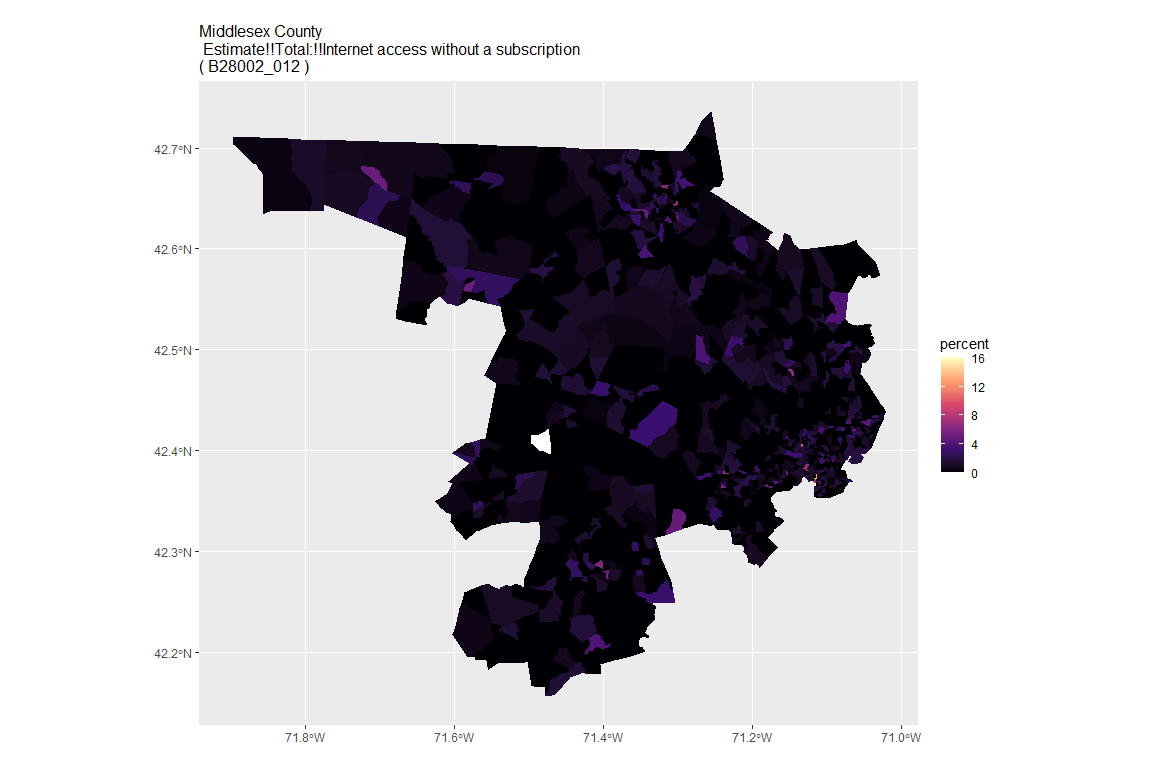 Middlesex County
Estimate!!Total:!!Internet access without a subscription
( B28002_012 )
42.7°N
42.6°N
42.5°N
42.4°N
42.3°N
42.2°N
71.8°W
71.6°W
71.4°W
71.2°W
71.0°W
percent
16
12
8
4
0